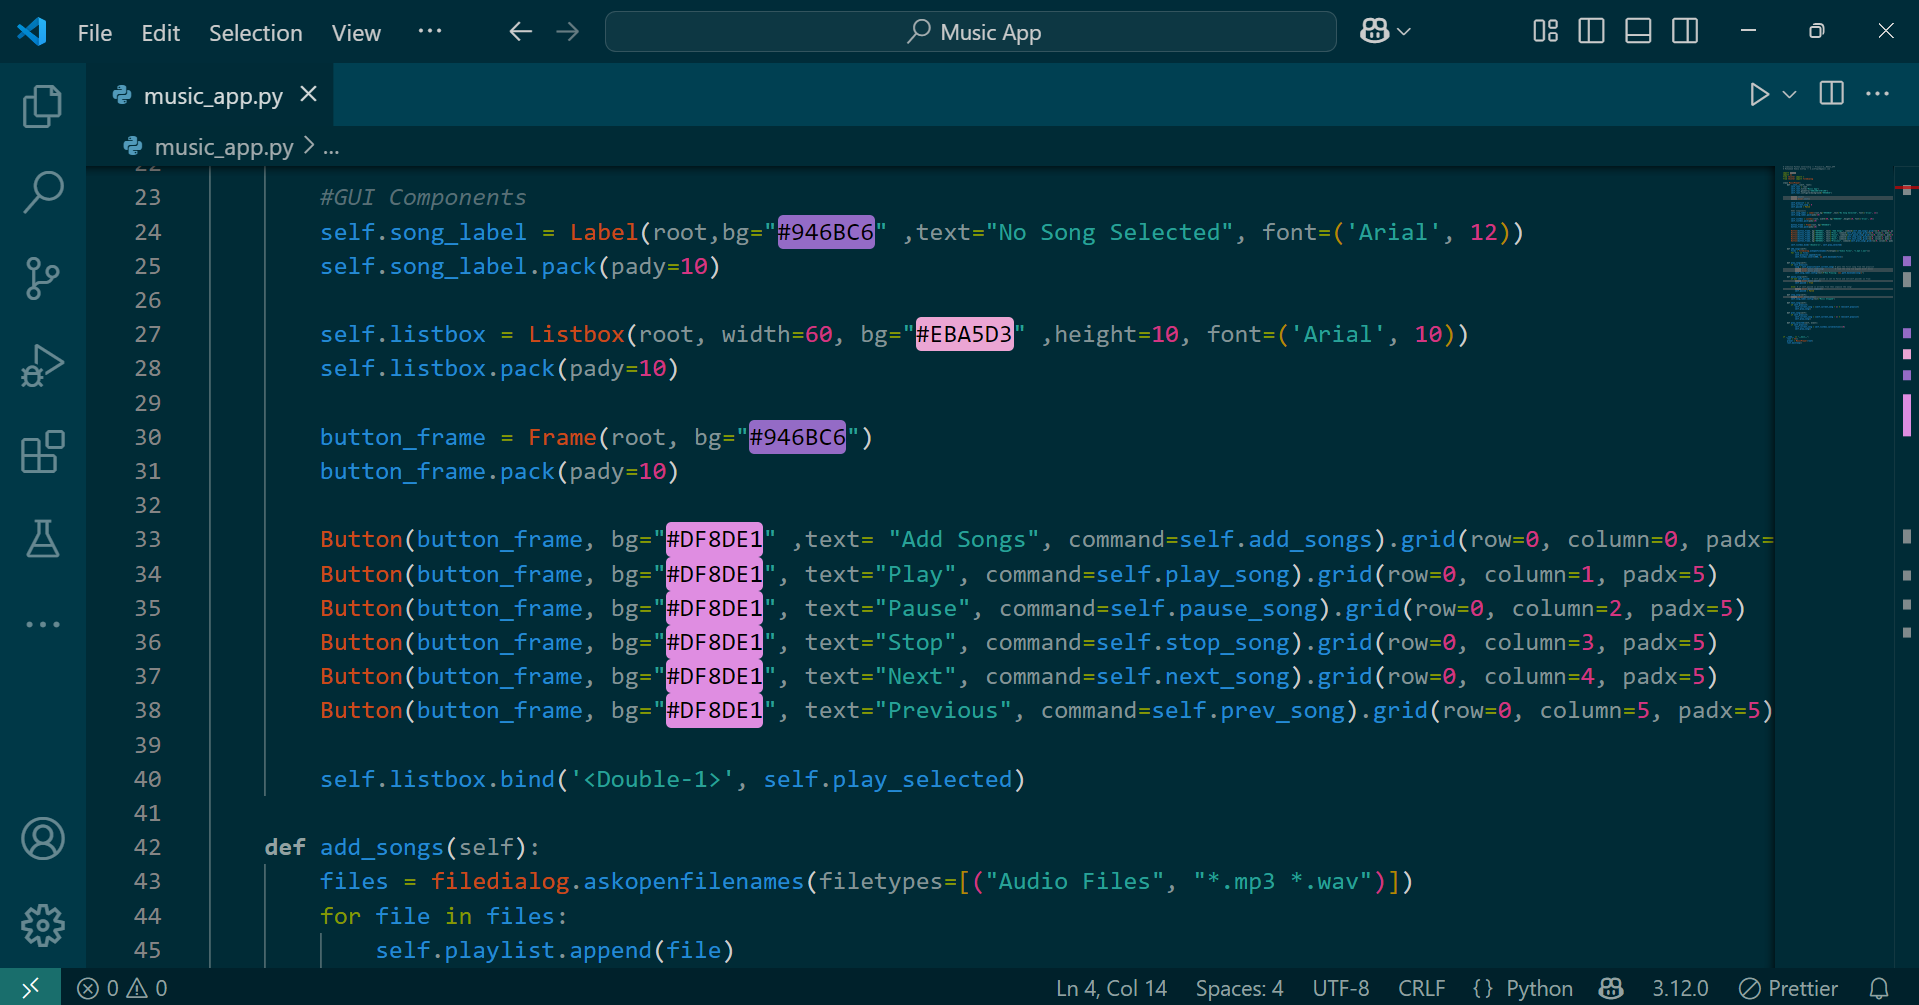 File Edit Selection View ··· Music App
music_app.py
music_app.py > ...
22
23 #GUI Components
24 self.song_label = Label(root,bg="#946BC6" ,text="No Song Selected", font=('Arial', 12))
25 self.song_label.pack(pady=10)
26
27 self.listbox = Listbox(root, width=60, bg="#EBA5D3" ,height=10, font=('Arial', 10))
28 self.listbox.pack(pady=10)
29
30 button_frame = Frame(root, bg="#946BC6")
31 button_frame.pack(pady=10)
32
33 Button(button_frame, bg="#DF8DE1" ,text= "Add Songs", command=self.add_songs).grid(row=0, column=0, padx=
34 Button(button_frame, bg="#DF8DE1", text="Play", command=self.play_song).grid(row=0, column=1, padx=5)
35 Button(button_frame, bg="#DF8DE1", text="Pause", command=self.pause_song).grid(row=0, column=2, padx=5)
36 Button(button_frame, bg="#DF8DE1", text="Stop", command=self.stop_song).grid(row=0, column=3, padx=5)
37 Button(button_frame, bg="#DF8DE1", text="Next", command=self.next_song).grid(row=0, column=4, padx=5)
38 Button(button_frame, bg="#DF8DE1", text="Previous", command=self.prev_song).grid(row=0, column=5, padx=5)
39
40 self.listbox.bind('<Double-1>', self.play_selected)
41
42 def add_songs(self):
43 files = filedialog.askopenfilenames(filetypes=[("Audio Files", "*.mp3 *.wav")])
44 for file in files:
45 self.playlist.append(file)
0 0 Ln 4, Col 14 Spaces: 4 UTF-8 CRLF {} Python 3.12.0 Prettier